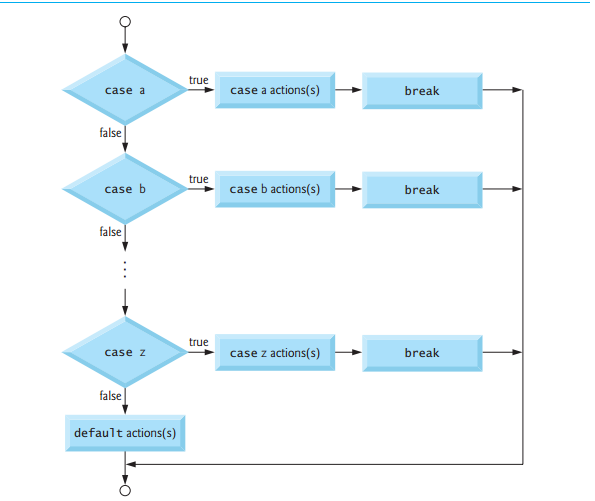 true
case a
case a actions(s)
break
false
true
case b
case b actions(s)
break
false
true
case z
case z actions(s)
break
false
default actions(s)